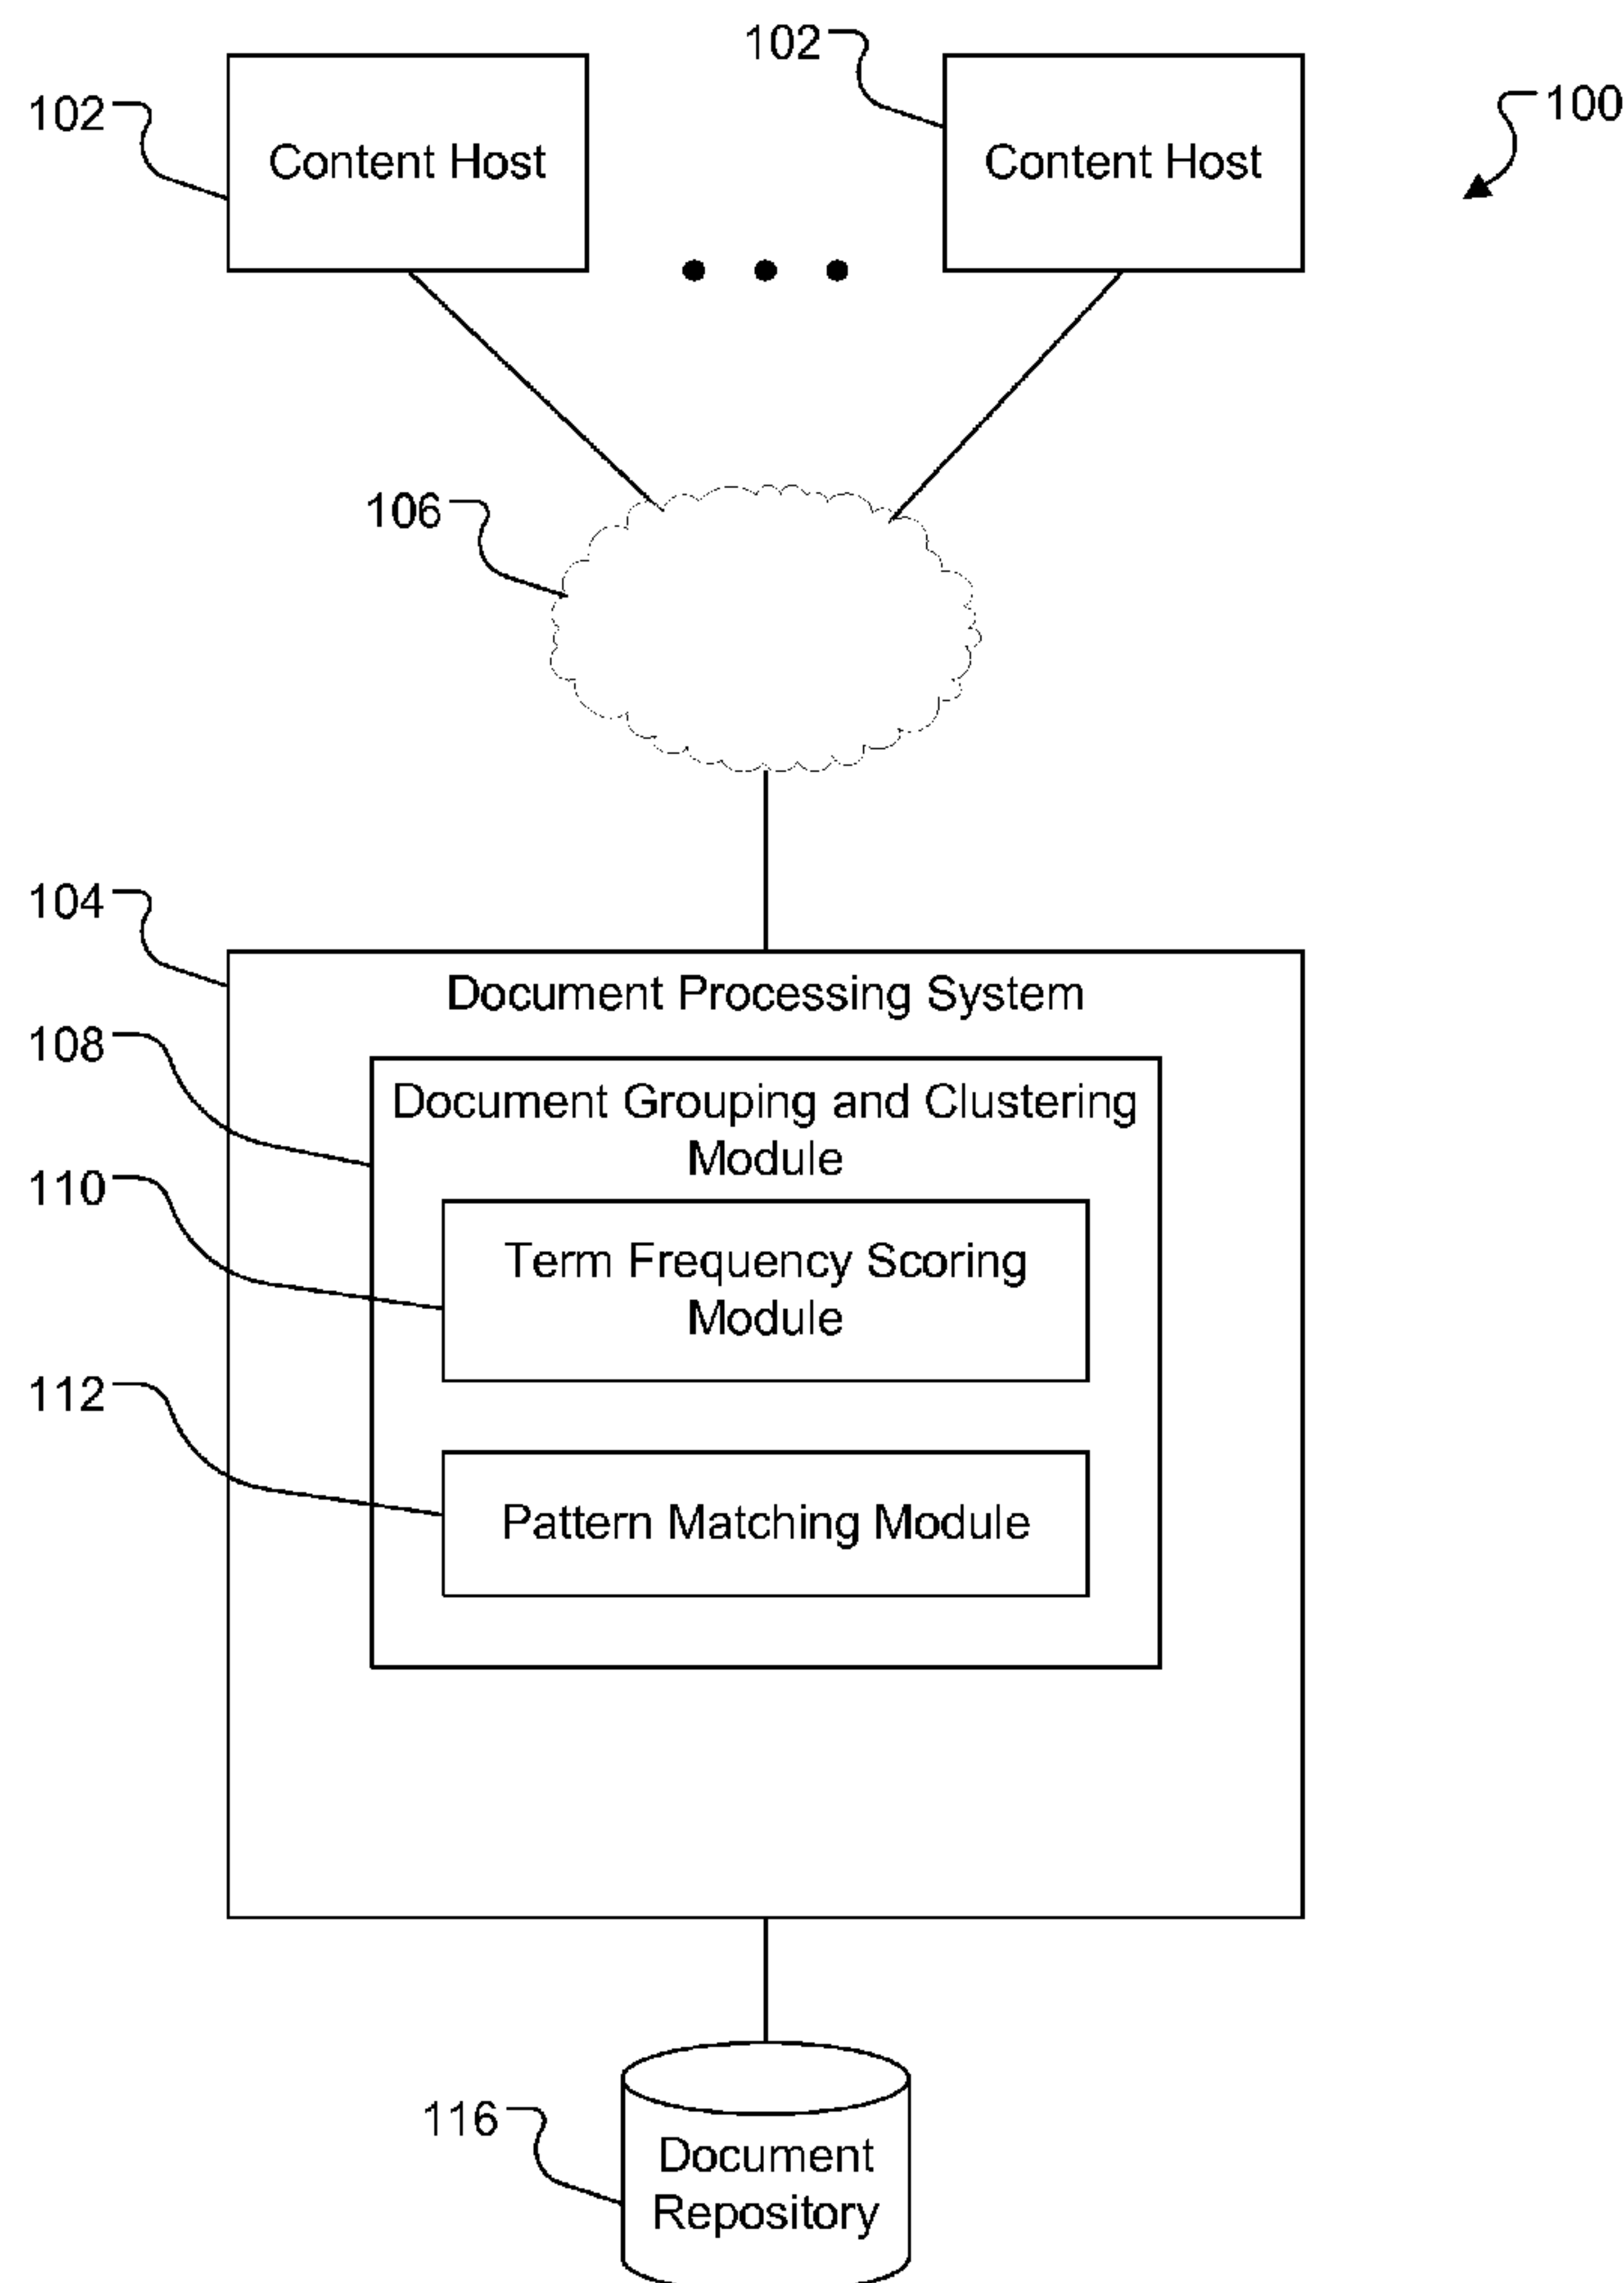 102
100
102
Content Host
Content Host
106
104
Document Processing System
108
Document Grouping and Clustering
Module
110
Term Frequency Scoring
Module
112
Pattern Matching Module
116
Document
Repository